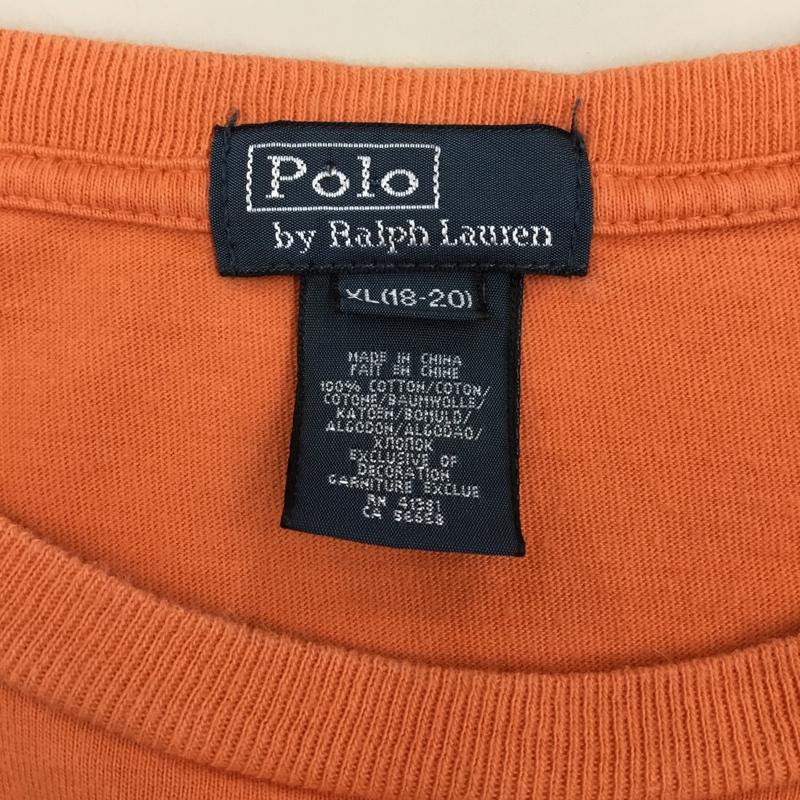 Polo
by Ralph Lauren
XL(18-20)
MADE IN CHINA
FAIT EN CHINE
100% COTTON/COTON/
COTONE/BAUMWOLLE/
KATOEN/BOMULD/
ALGODON/ALGODAO/
ХЛОПОК
EXCLUSIVE OF
DECORATION
GARNITURE EXCLUE
RN 41381
CA 56558